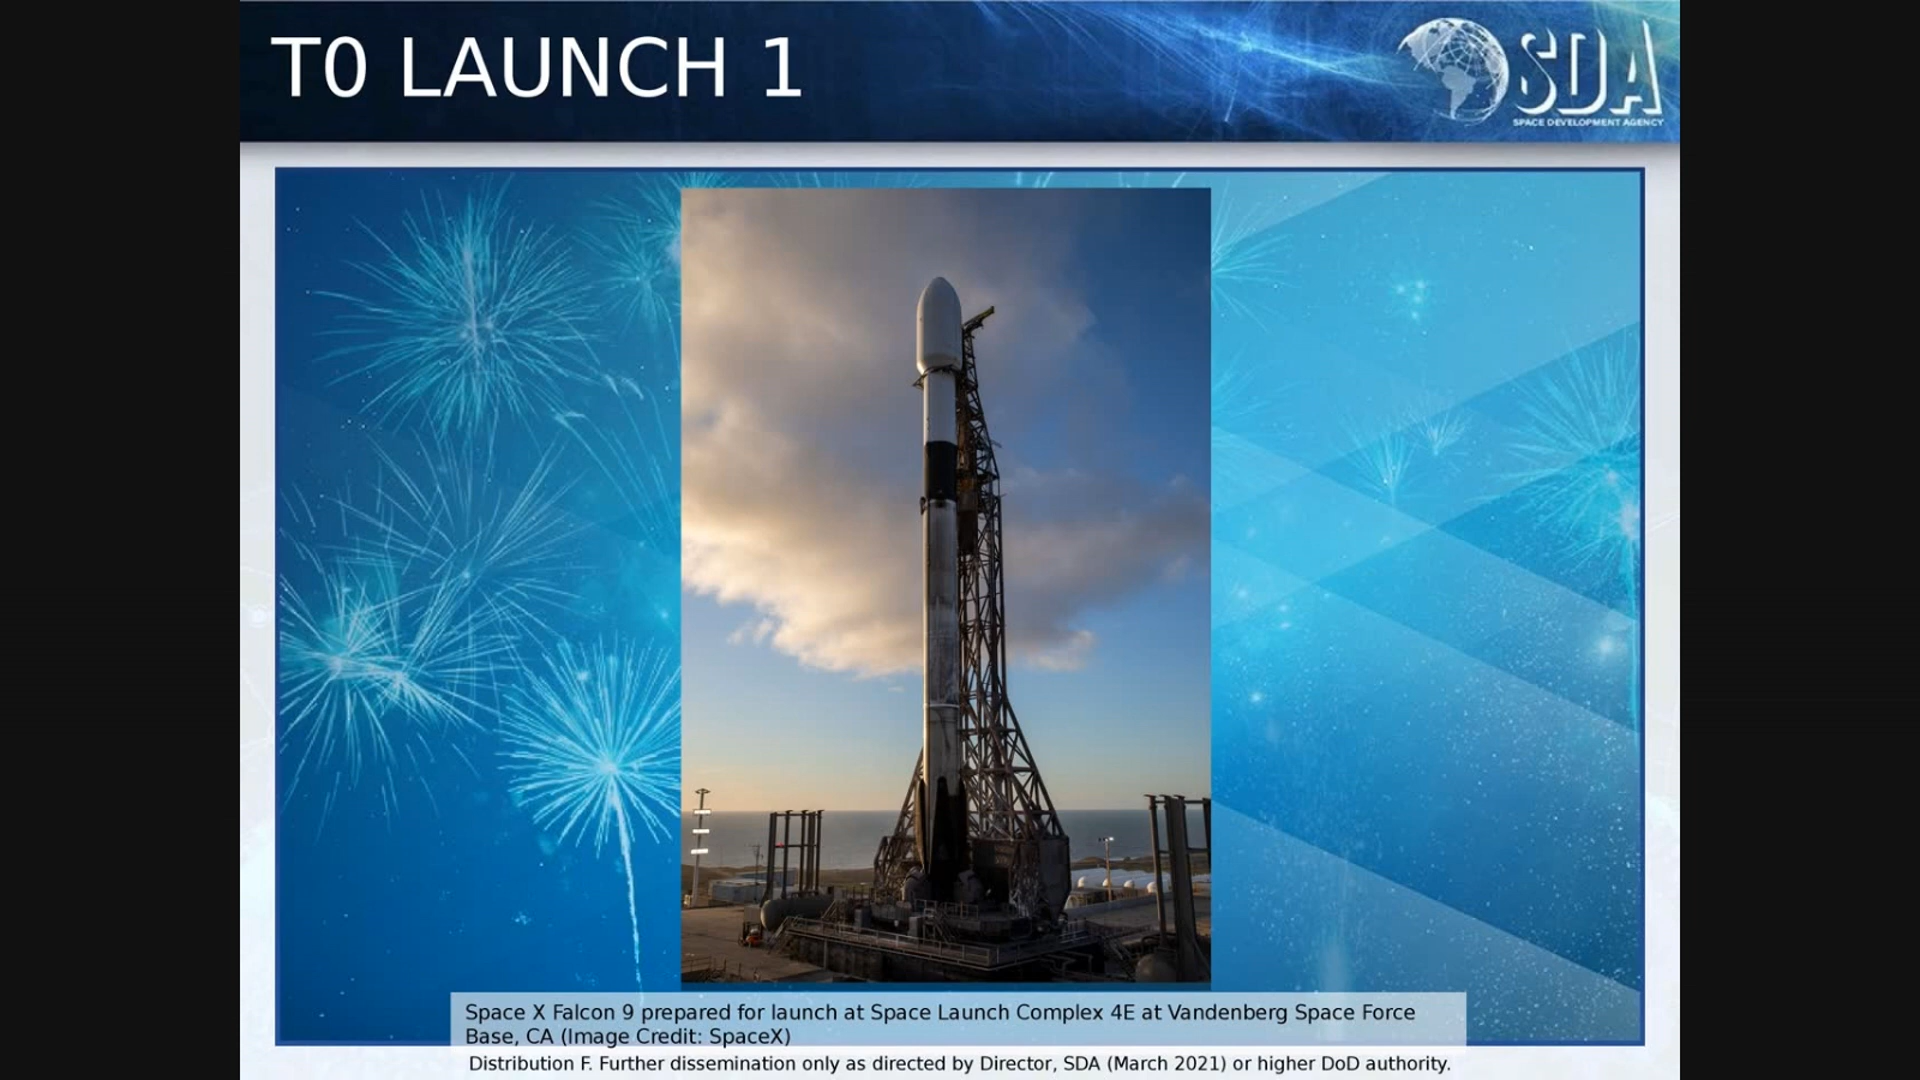 T0 LAUNCH 1
SDA
SPACE DEVELOPMENT AGENCY
Space X Falcon 9 prepared for launch at Space Launch Complex 4E at Vandenberg Space Force
Base, CA (Image Credit: SpaceX)
Distribution F. Further dissemination only as directed by Director, SDA (March 2021) or higher DoD authority.